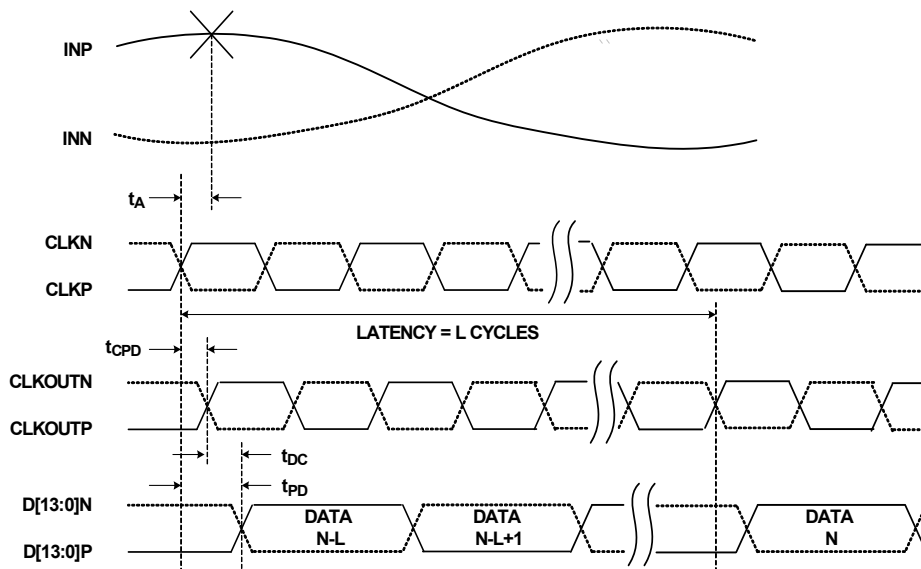 INP
INN
tA
CLKN
CLKP
LATENCY = L CYCLES
tCPD
CLKOUTN
CLKOUTP
tDC
tPD
D[13:0]N
D[13:0]P
DATA
N-L
DATA
N-L+1
DATA
N